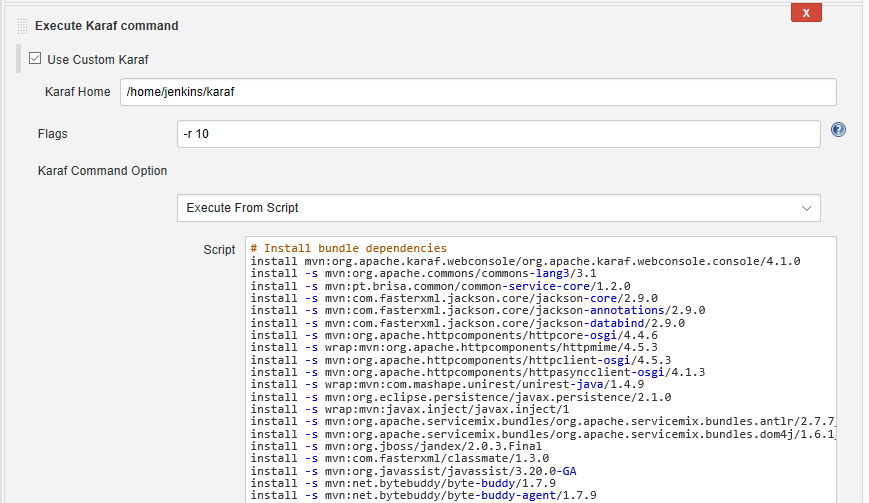 Execute Karaf command
X
Use Custom Karaf
Karaf Home
/home/jenkins/karaf
Flags
-r 10
?
Karaf Command Option
Execute From Script
Script
# Install bundle dependencies
install mvn:org.apache.karaf.webconsole/org.apache.karaf.webconsole.console/4.1.0
install -s mvn:org.apache.commons/commons-lang3/3.1
install -s mvn:pt.brisa.common/common-service-core/1.2.0
install -s mvn:com.fasterxml.jackson.core/jackson-core/2.9.0
install -s mvn:com.fasterxml.jackson.core/jackson-annotations/2.9.0
install -s mvn:com.fasterxml.jackson.core/jackson-databind/2.9.0
install -s mvn:org.apache.httpcomponents/httpcore-osgi/4.4.6
install -s wrap:mvn:org.apache.httpcomponents/httpmime/4.5.3
install -s mvn:org.apache.httpcomponents/httpclient-osgi/4.5.3
install -s mvn:org.apache.httpcomponents/httpasyncclient-osgi/4.1.3
install -s wrap:mvn:com.mashape.unirest/unirest-java/1.4.9
install -s mvn:org.eclipse.persistence/javax.persistence/2.1.0
install -s wrap:mvn:javax.inject/javax.inject/1
install -s mvn:org.apache.servicemix.bundles/org.apache.servicemix.bundles.antlr/2.7.7_
install -s mvn:org.apache.servicemix.bundles/org.apache.servicemix.bundles.dom4j/1.6.1_
install -s mvn:org.jboss/jandex/2.0.3.Final
install -s mvn:com.fasterxml/classmate/1.3.0
install -s mvn:org.javassist/javassist/3.20.0-GA
install -s mvn:net.bytebuddy/byte-buddy/1.7.9
install -s mvn:net.bytebuddy/byte-buddy-agent/1.7.9